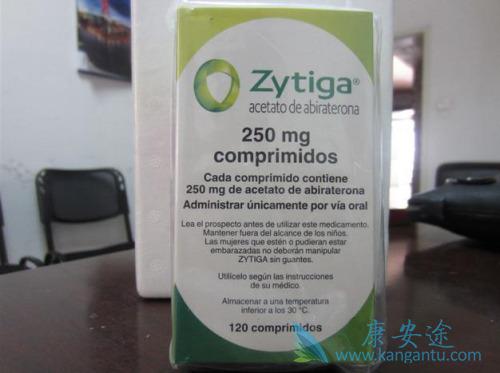 Zytiga®
acetato de abiraterona
250 mg
comprimidos
Cada comprimido contiene
250 mg de acetato de abiraterona
Administrar únicamente por vía oral
Lea el prospecto antes de utilizar este medicamento.
Mantener fuera del alcance de los niños.
Las mujeres que estén o pudieran estar
embarazadas no deberán manipular
ZYTIGA sin guantes.
Utilícelo según las instrucciones
de su médico.
Almacenar a una temperatura
inferior a los 30 °C.
120 comprimidos
康安途
www.kangantu.com